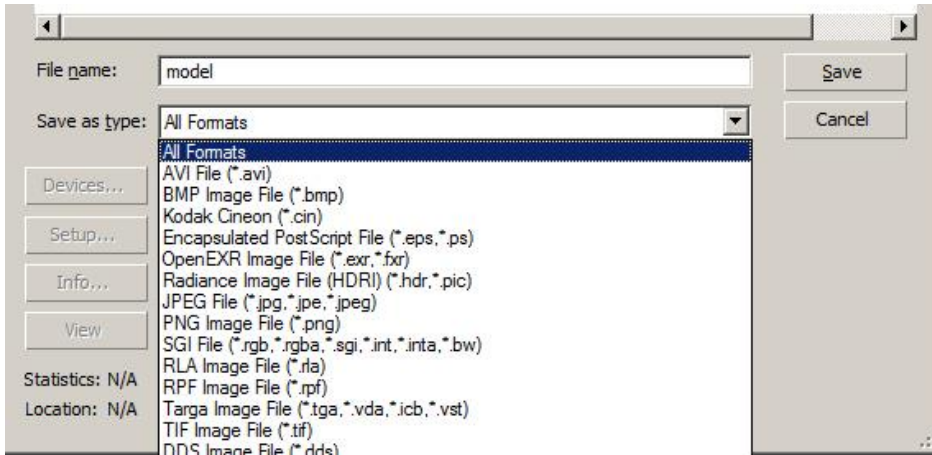 File name:
model
Save
Save as type:
All Formats
Cancel
All Formats
AVI File (*.avi)
BMP Image File (*.bmp)
Kodak Cineon (*.cin)
Encapsulated PostScript File (*.eps,*.ps)
OpenEXR Image File (*.exr,*.fxr)
Radiance Image File (HDRI) (*.hdr,*.pic)
JPEG File (*.jpg,*.jpe,*.jpeg)
PNG Image File (*.png)
SGI File (*.rgb,*.rgba,*.sgi,*.int,*.inta,*.bw)
RLA Image File (*.rla)
RPF Image File (*.rpf)
Targa Image File (*.tga,*.vda,*.icb,*.vst)
TIF Image File (*.tif)
DDS Image File (*.dds)
Devices...
Setup...
Info...
View
Statistics: N/A
Location: N/A